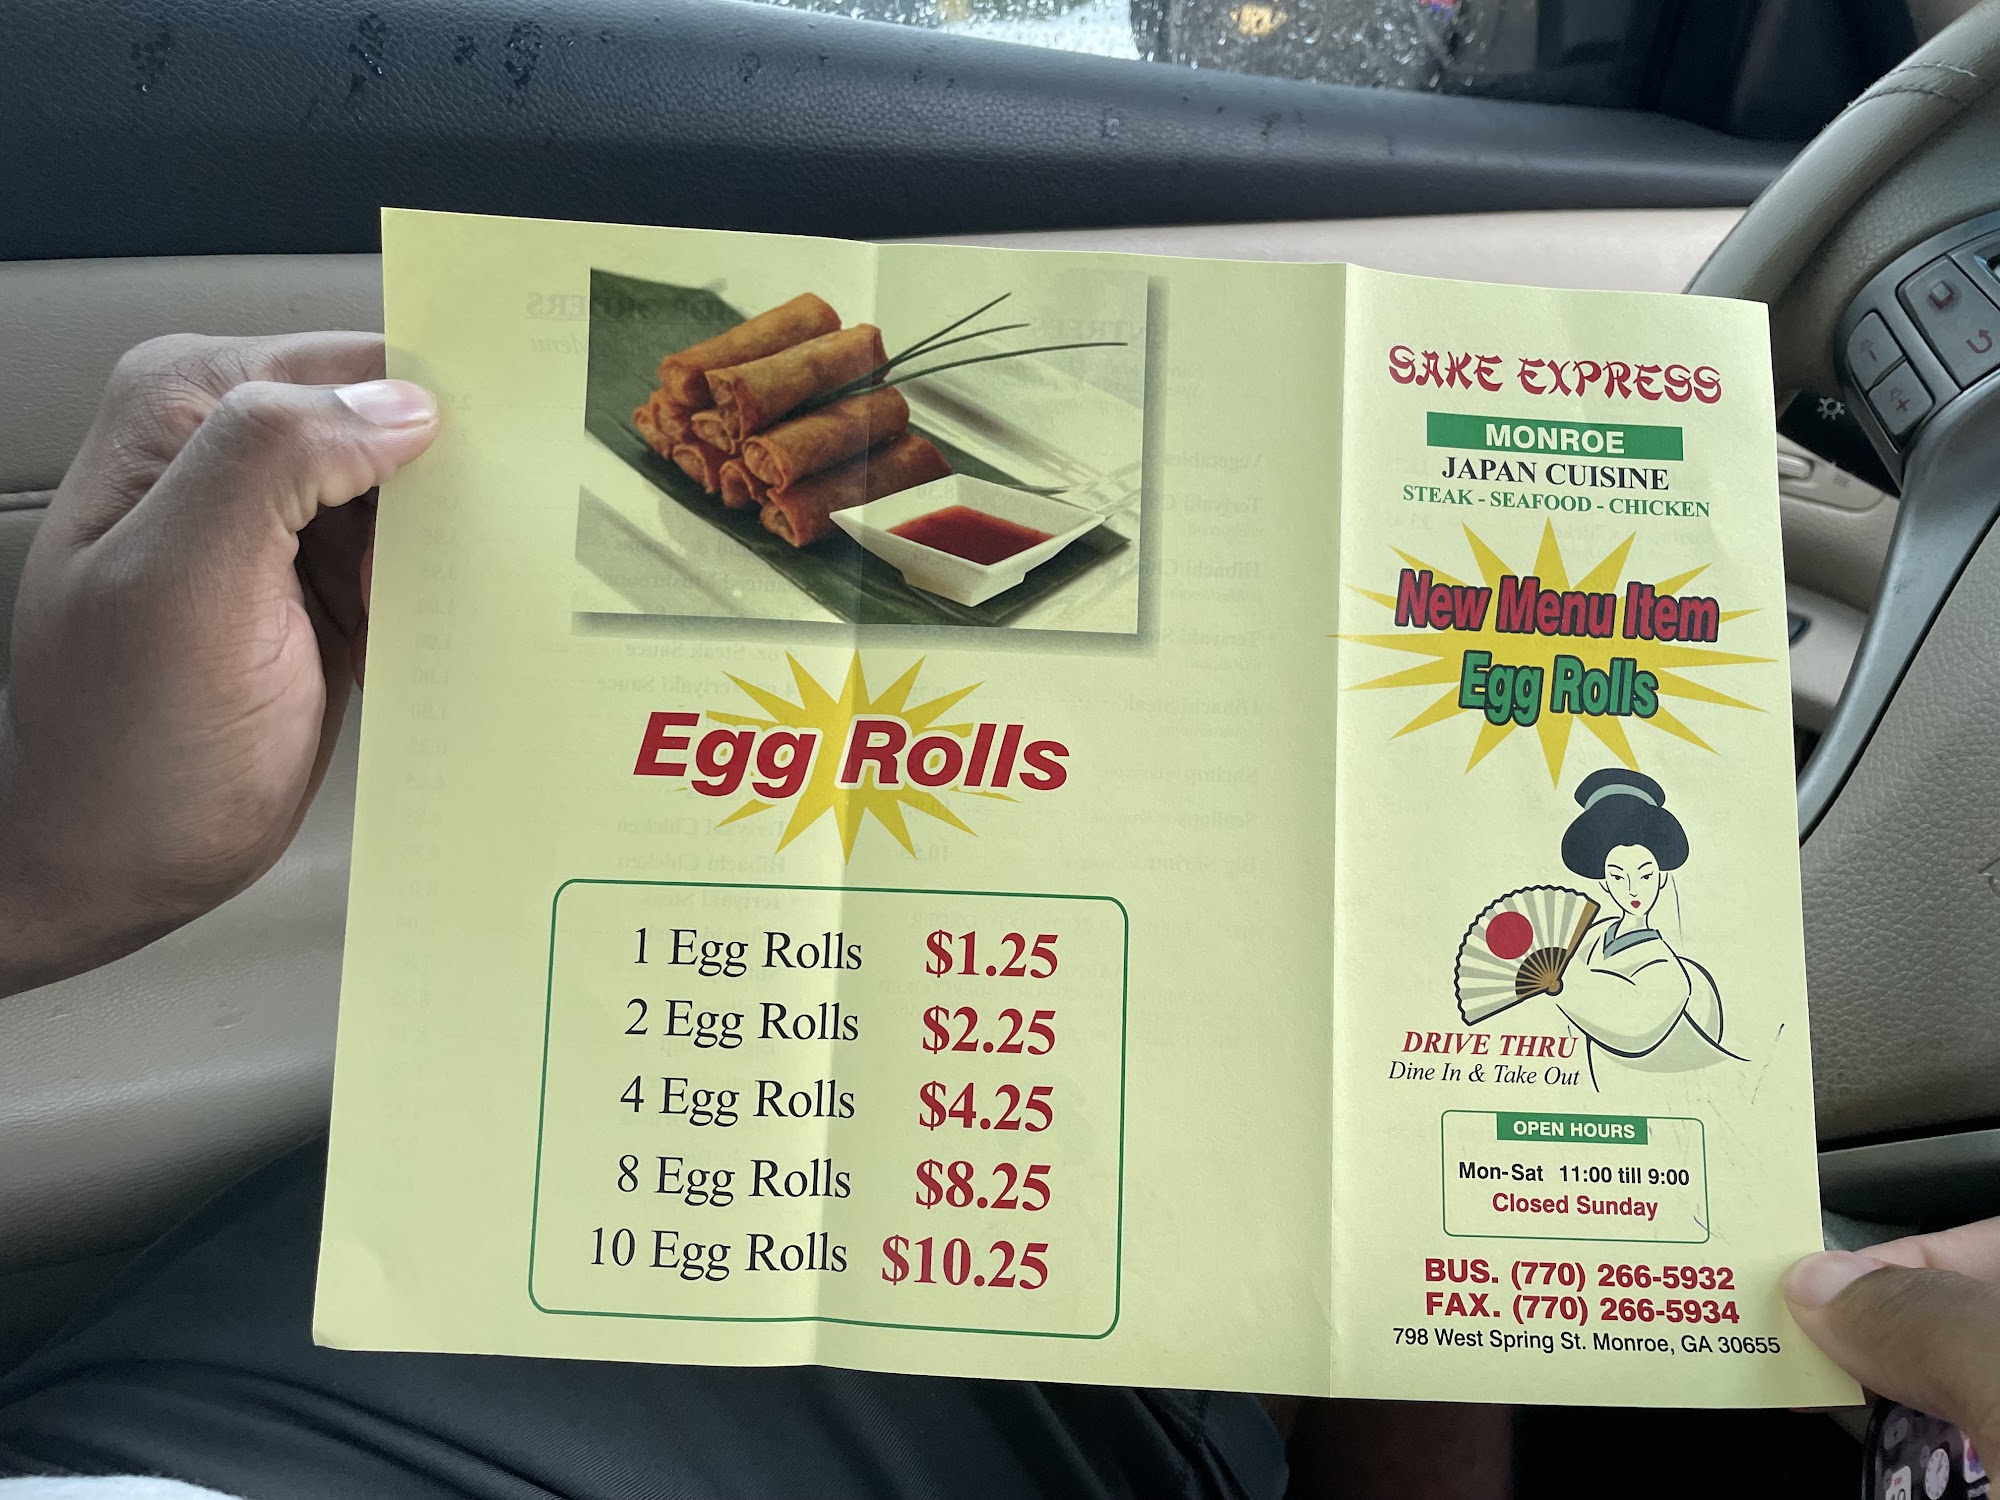 Egg Rolls
1 Egg Rolls $1.25
2 Egg Rolls $2.25
4 Egg Rolls $4.25
8 Egg Rolls $8.25
10 Egg Rolls $10.25
SAKE EXPRESS
MONROE
JAPAN CUISINE
STEAK - SEAFOOD - CHICKEN
New Menu Item
Egg Rolls
DRIVE THRU
Dine In & Take Out
OPEN HOURS
Mon-Sat 11:00 till 9:00
Closed Sunday
BUS. (770) 266-5932
FAX. (770) 266-5934
798 West Spring St. Monroe, GA 30655